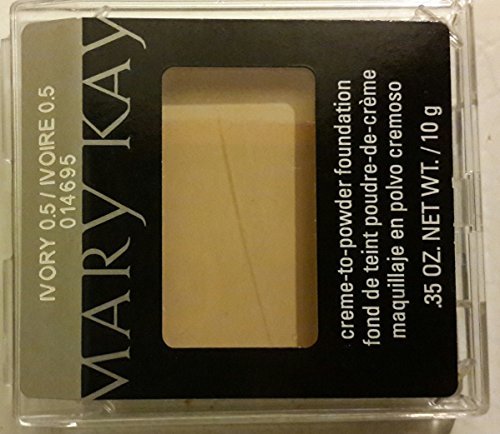 IVORY 0.5 / IVOIRE 0.5
014695
MARY KAY
creme-to-powder foundation
fond de teint poudre-de-crème
maquillaje en polvo cremoso
.35 OZ. NET WT. / 10 g